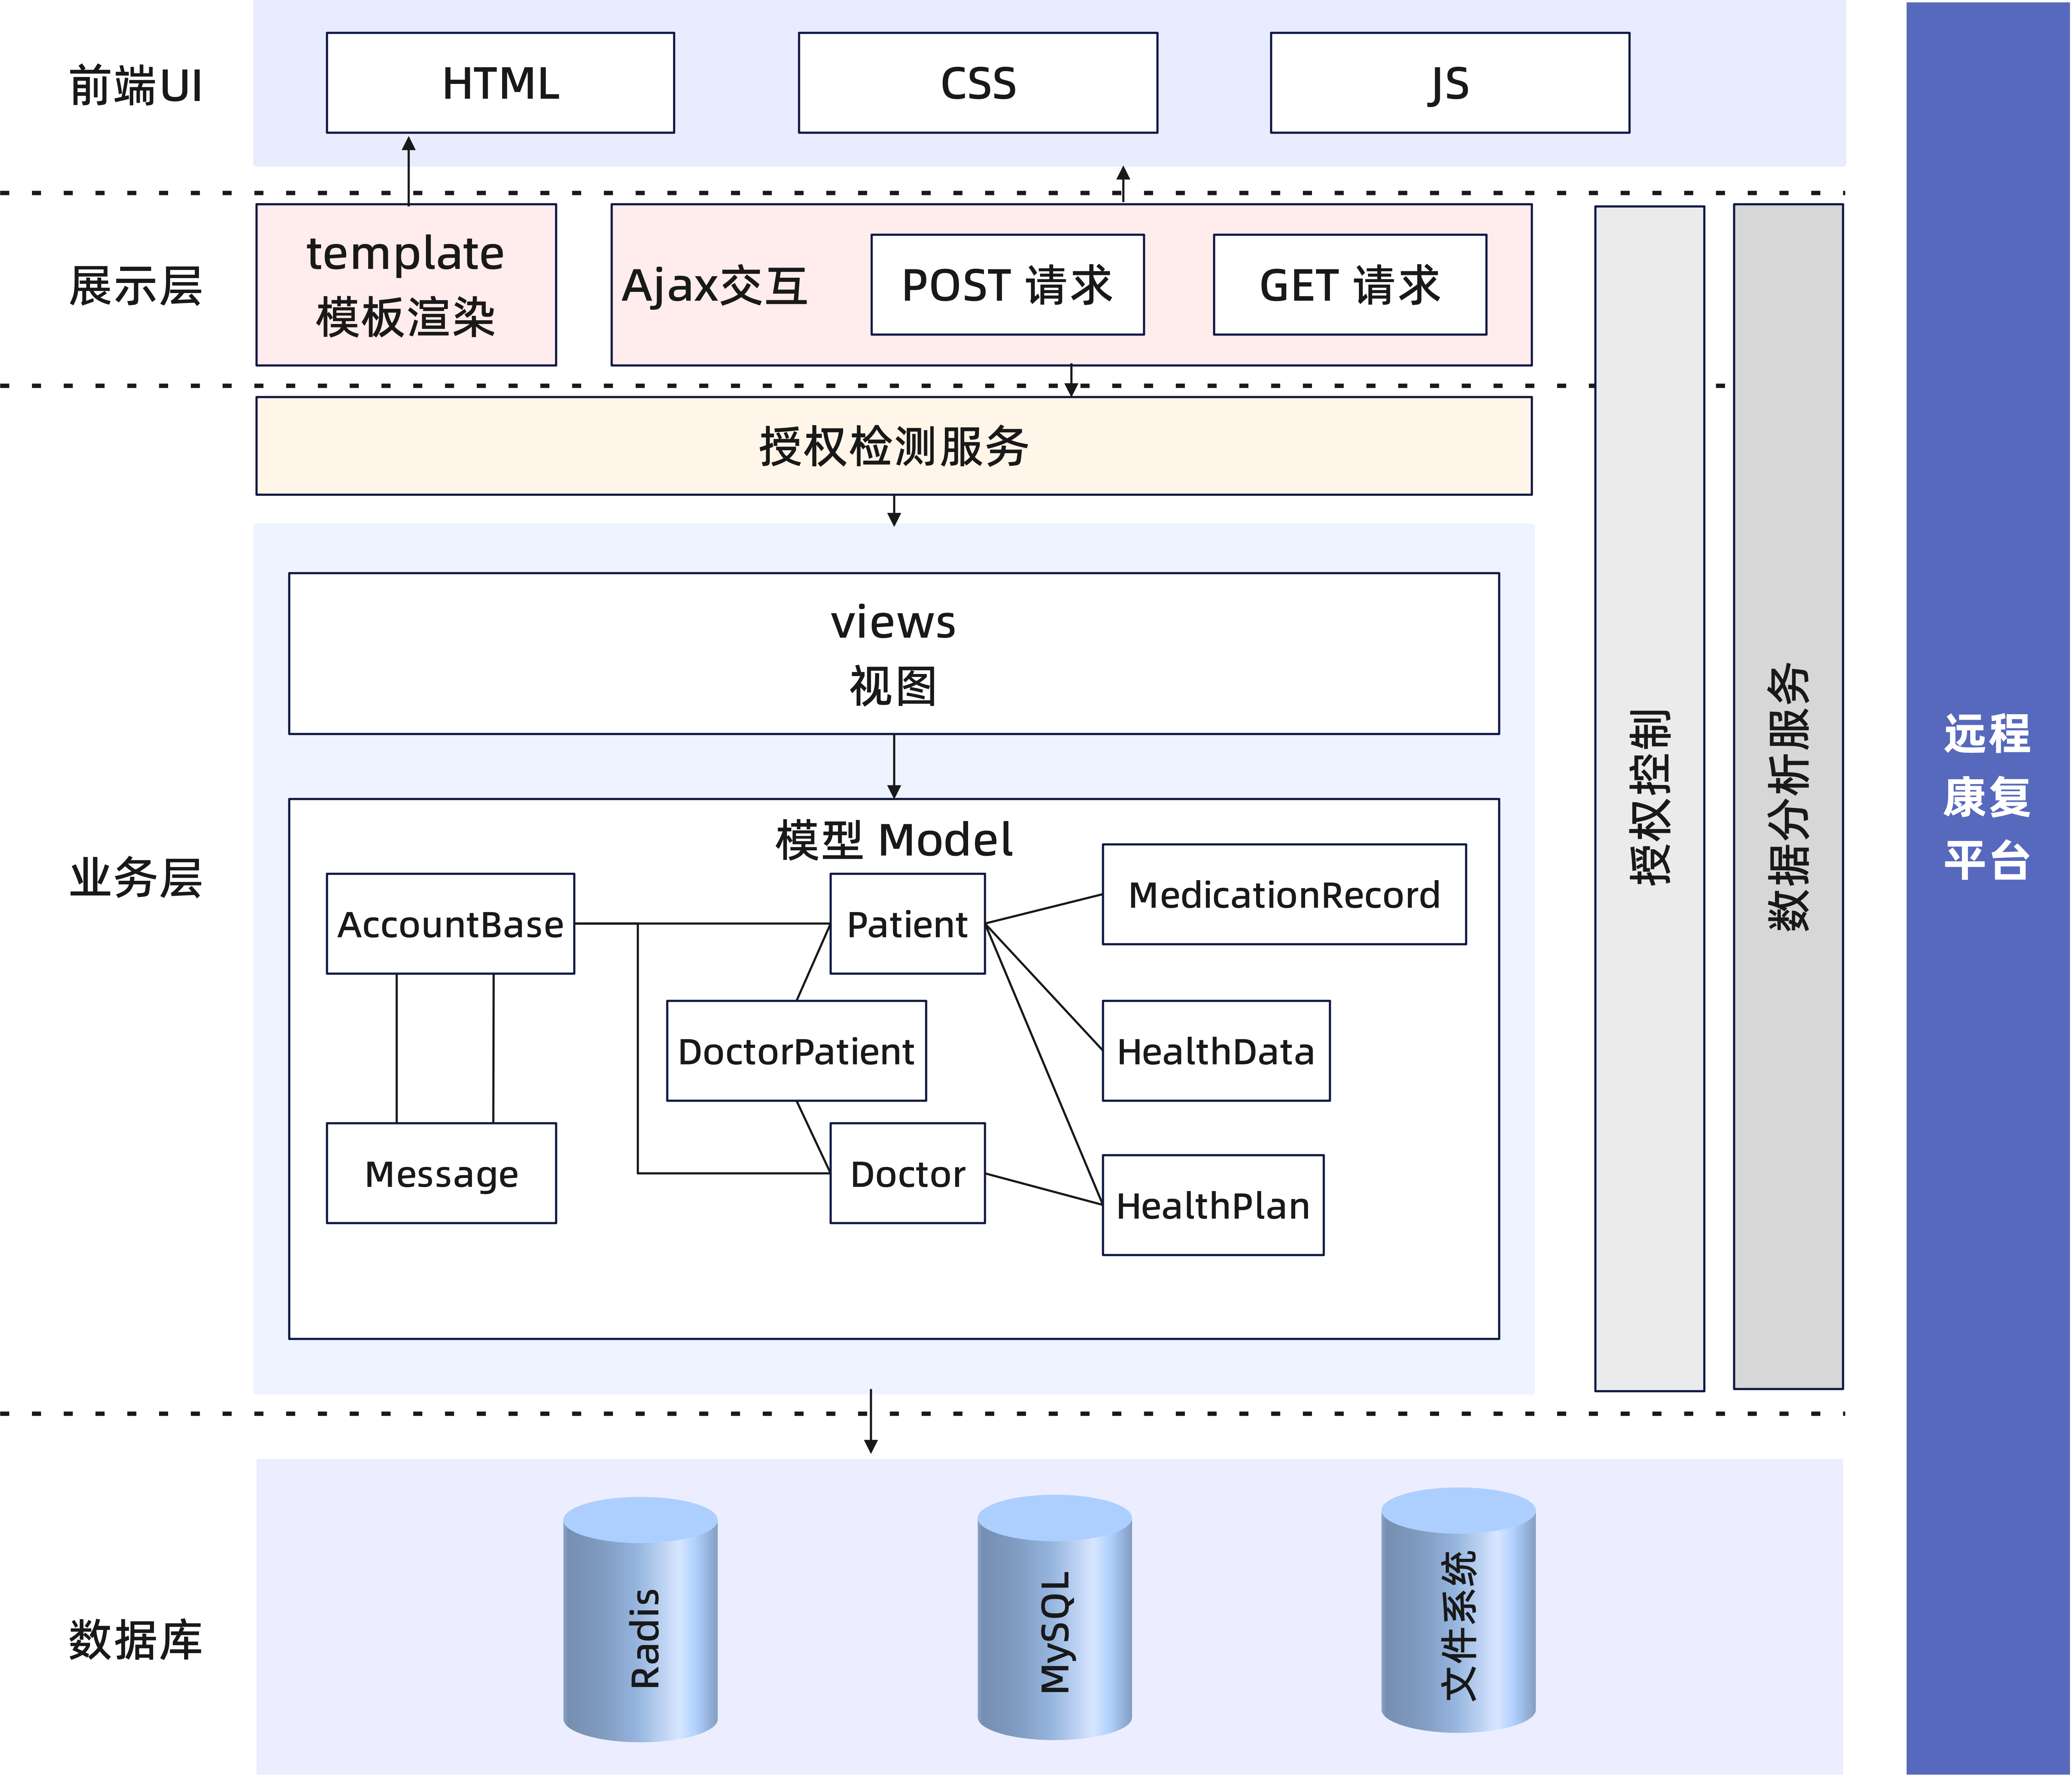 前端UI
HTML
CSS
JS
展示层
template
模板渲染
Ajax交互
POST 请求
GET 请求
授权检测服务
业务层
views
视图
模型 Model
AccountBase
Patient
MedicationRecord
DoctorPatient
HealthData
Message
Doctor
HealthPlan
授权控制
数据分析服务
远程
康复
平台
数据库
Radis
MySQL
文件系统